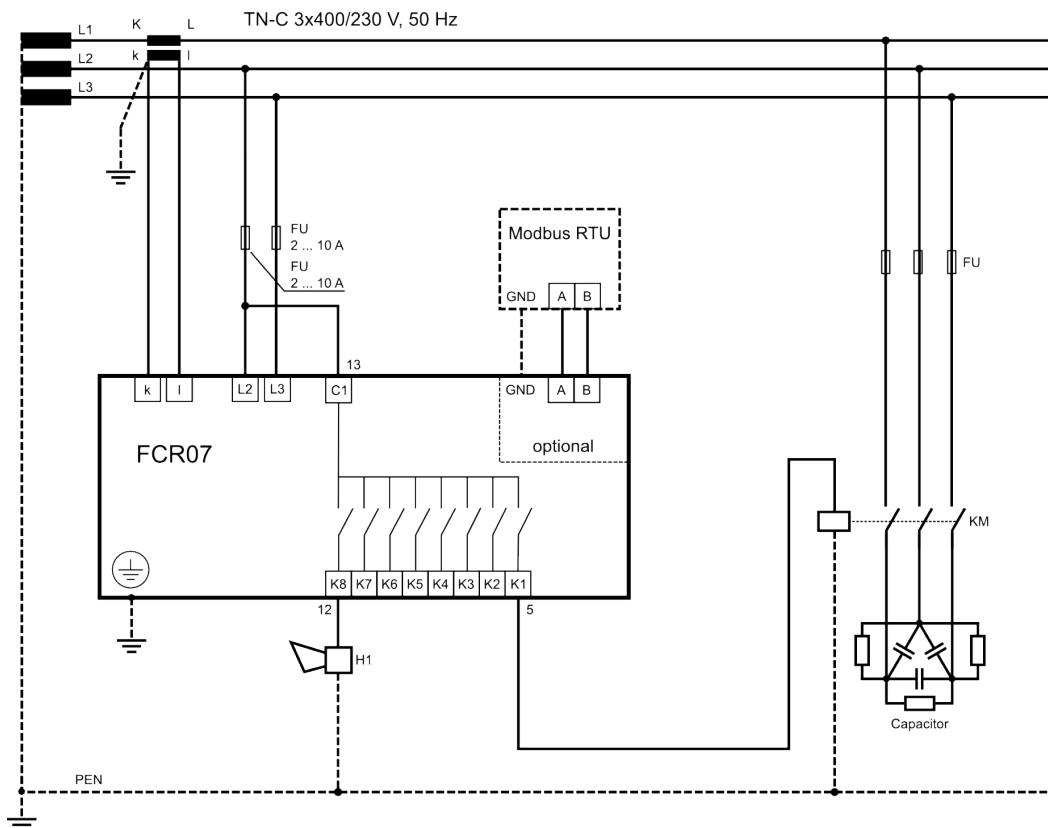 TN-C 3x400/230 V, 50 Hz
L1
K
L
L2
k
l
L3
FU
2 ... 10 A
FU
2 ... 10 A
Modbus RTU
GND
A
B
FU
13
k
l
L2
L3
C1
GND
A
B
FCR07
optional
KM
K8
K7
K6
K5
K4
K3
K2
K1
12
5
H1
Capacitor
PEN